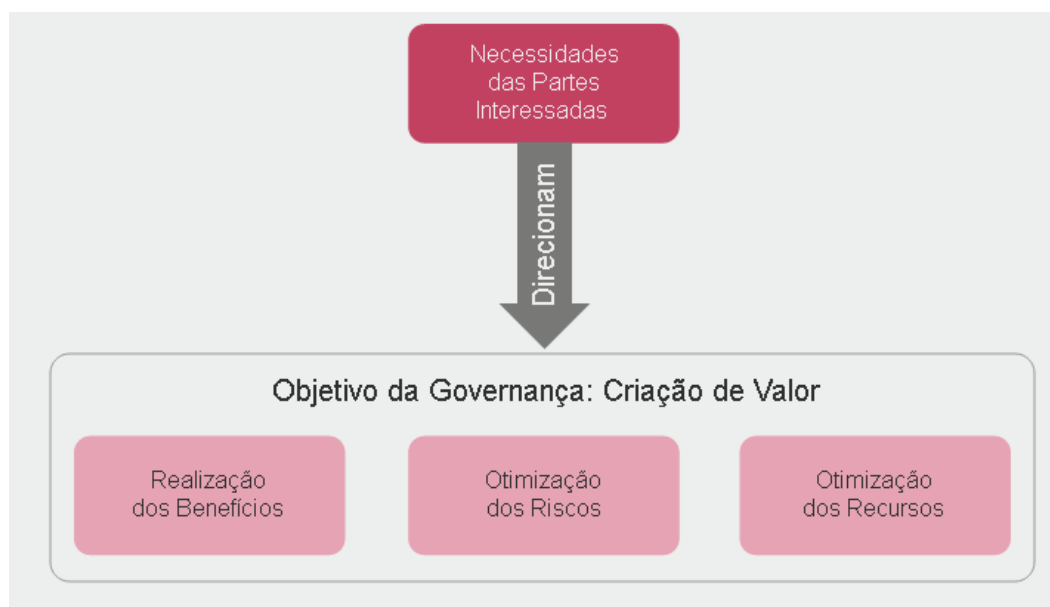 Necessidades
das Partes
Interessadas
Direcionam
Objetivo da Governança: Criação de Valor
Realização
dos Benefícios
Otimização
dos Riscos
Otimização
dos Recursos